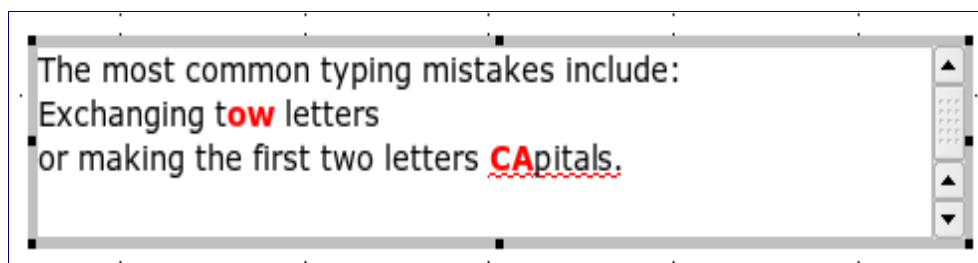 The most common typing mistakes include:
Exchanging tow letters
or making the first two letters CApitals.